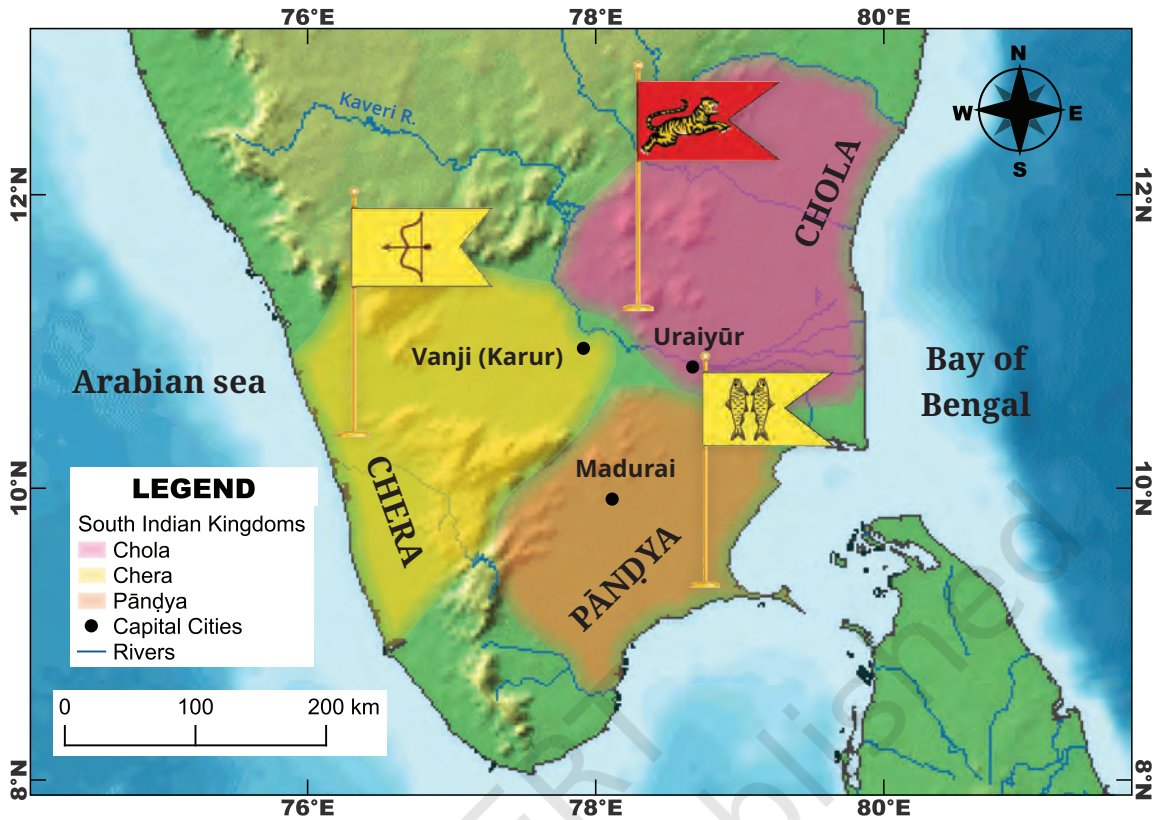 76°E 78°E 80°E
N
W E
S
Kaveri R.
CHOLA
12°N
12°N
Uraiyūr
Vanji (Karur)
Arabian sea
Bay of
Bengal
CHERA
Madurai
PĀṆḌYA
10°N
10°N
LEGEND
South Indian Kingdoms
Chola
Chera
Pāṇḍya
Capital Cities
Rivers
0 100 200 km
8°N
8°N
76°E 78°E 80°E